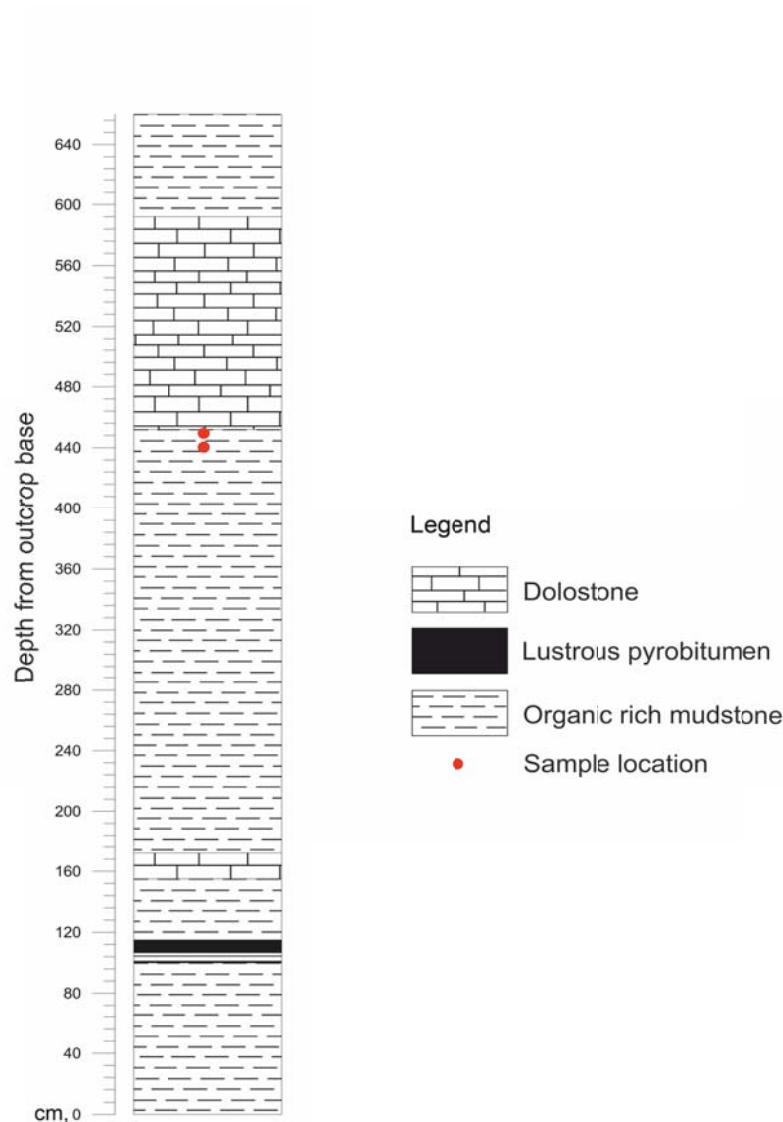 640
600
560
520
480
440
400
360
320
280
240
200
160
120
80
40
cm, 0
Depth from outcrop base
Legend
Dolostone
Lustrous pyrobitumen
Organic rich mudstone
Sample location